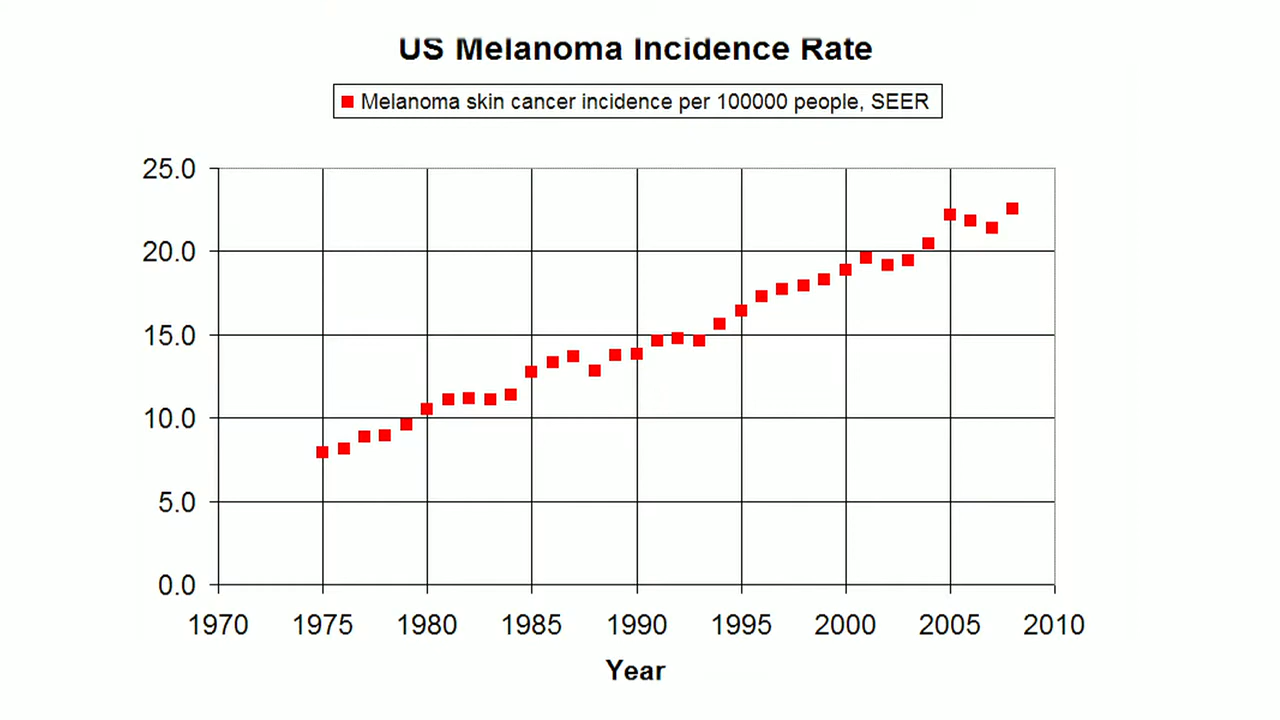 US Melanoma Incidence Rate
Melanoma skin cancer incidence per 100000 people, SEER
25.0
20.0
15.0
10.0
5.0
0.0
1970 1975 1980 1985 1990 1995 2000 2005 2010
Year